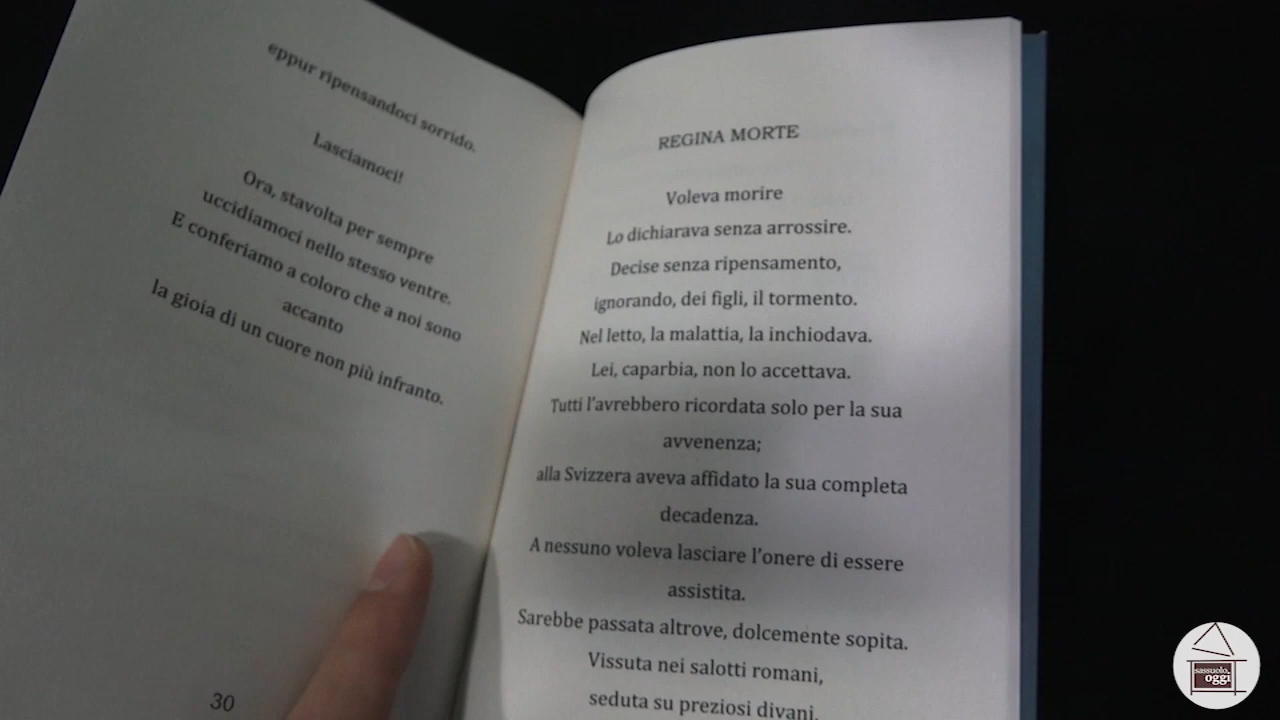 eppur ripensandoci sorrido.
Lasciamoci!
Ora, stavolta per sempre
uccidiamoci nello stesso ventre.
E conferiamo a coloro che a noi sono
accanto
la gioia di un cuore non più infranto.
30
REGINA MORTE
Voleva morire
Lo dichiarava senza arrossire.
Decise senza ripensamento,
ignorando, dei figli, il tormento.
Nel letto, la malattia, la inchiodava.
Lei, caparbia, non lo accettava.
Tutti l'avrebbero ricordata solo per la sua
avvenenza;
alla Svizzera aveva affidato la sua completa
decadenza.
A nessuno voleva lasciare l'onere di essere
assistita.
Sarebbe passata altrove, dolcemente sopita.
Vissuta nei salotti romani,
seduta su preziosi divani,
sassuolo
oggi